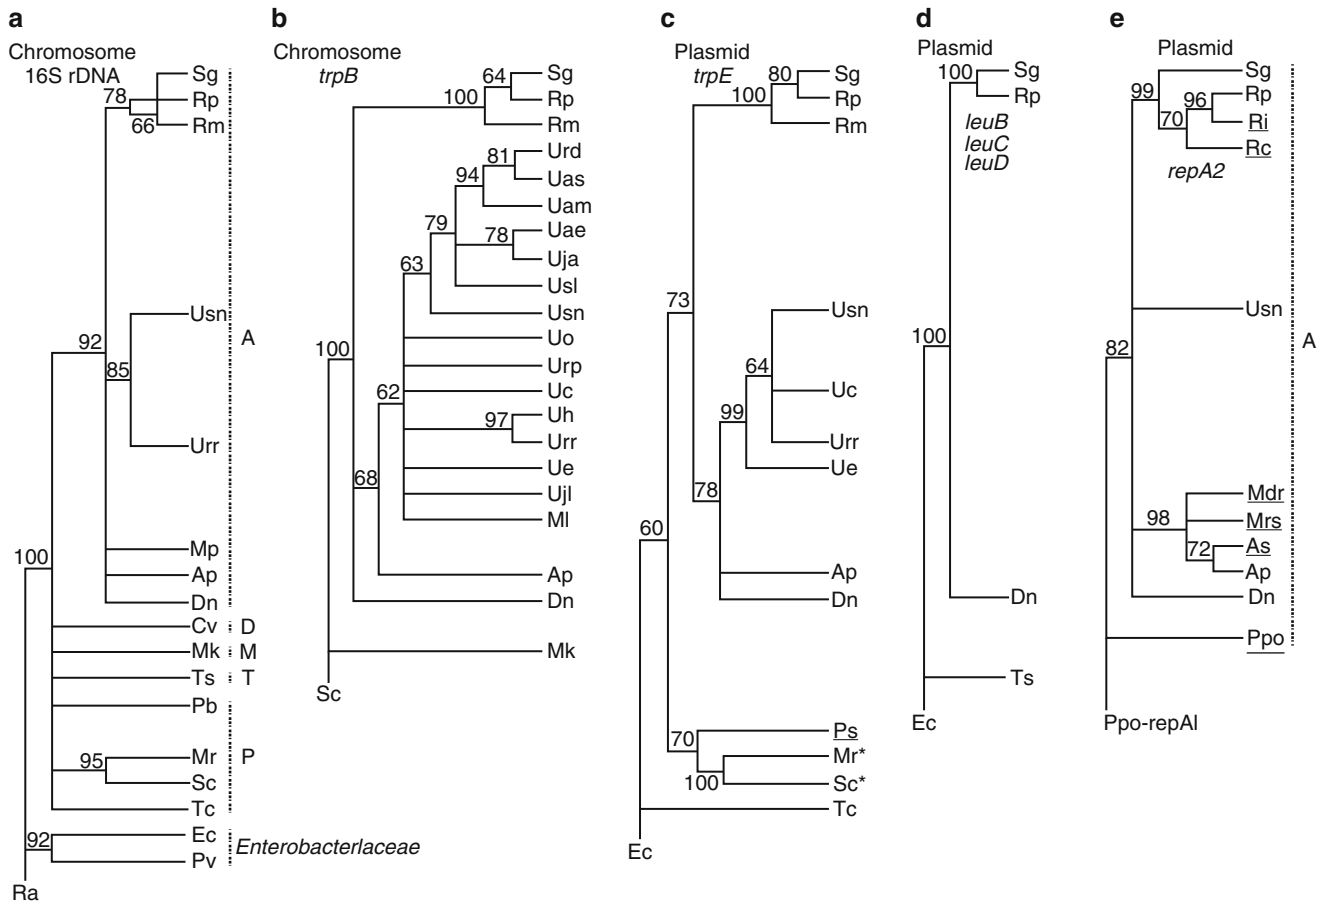 a
Chromosome
16S rDNA
78
66
Sg
Rp
Rm
92
85
Usn
A
Urr
100
Mp
Ap
Dn
Cv
D
Mk
M
Ts
T
Pb
95
Mr
P
Sc
Tc
92
Ec
Enterobacterlaceae
Pv
Ra
b
Chromosome
trpB
64
100
Sg
Rp
Rm
81
94
79
78
63
Urd
Uas
Uam
Uae
Uja
Usl
Usn
Uo
100
Urp
62
Uc
97
Uh
Urr
68
Ue
Ujl
Ml
Ap
Dn
Mk
Sc
c
Plasmid
trpE
80
100
Sg
Rp
Rm
73
Usn
64
Uc
99
Urr
Ue
78
60
Ap
Dn
70
Ps
Mr*
100
Sc*
Tc
Ec
d
Plasmid
100
Sg
Rp
leuB
leuC
leuD
100
Dn
Ts
Ec
e
Plasmid
99
96
70
Sg
Rp
Ri
Rc
repA2
Usn
A
82
Mdr
98
Mrs
72
As
Ap
Dn
Ppo
Ppo-repAl